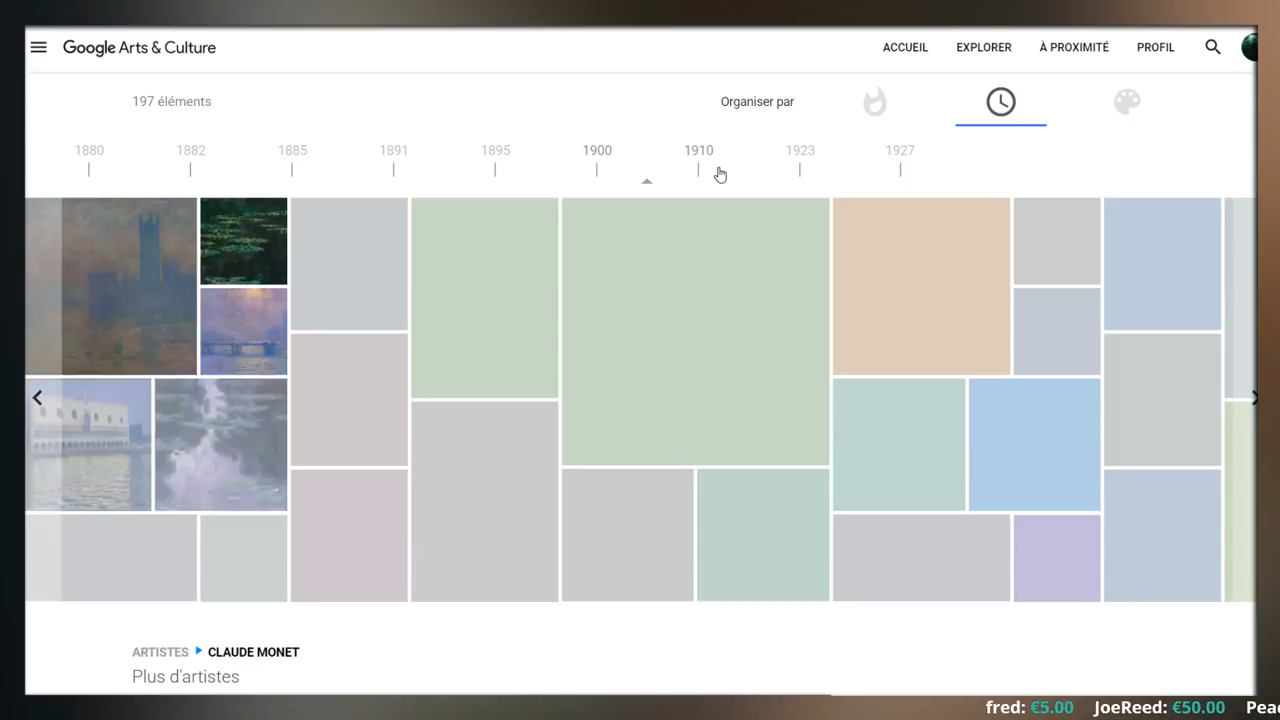 Google Arts & Culture
ACCUEIL EXPLORER À PROXIMITÉ PROFIL
197 éléments
Organiser par
1880 1882 1885 1891 1895 1900 1910 1923 1927
ARTISTES CLAUDE MONET
Plus d'artistes
fred: €5.00 JoeReed: €50.00